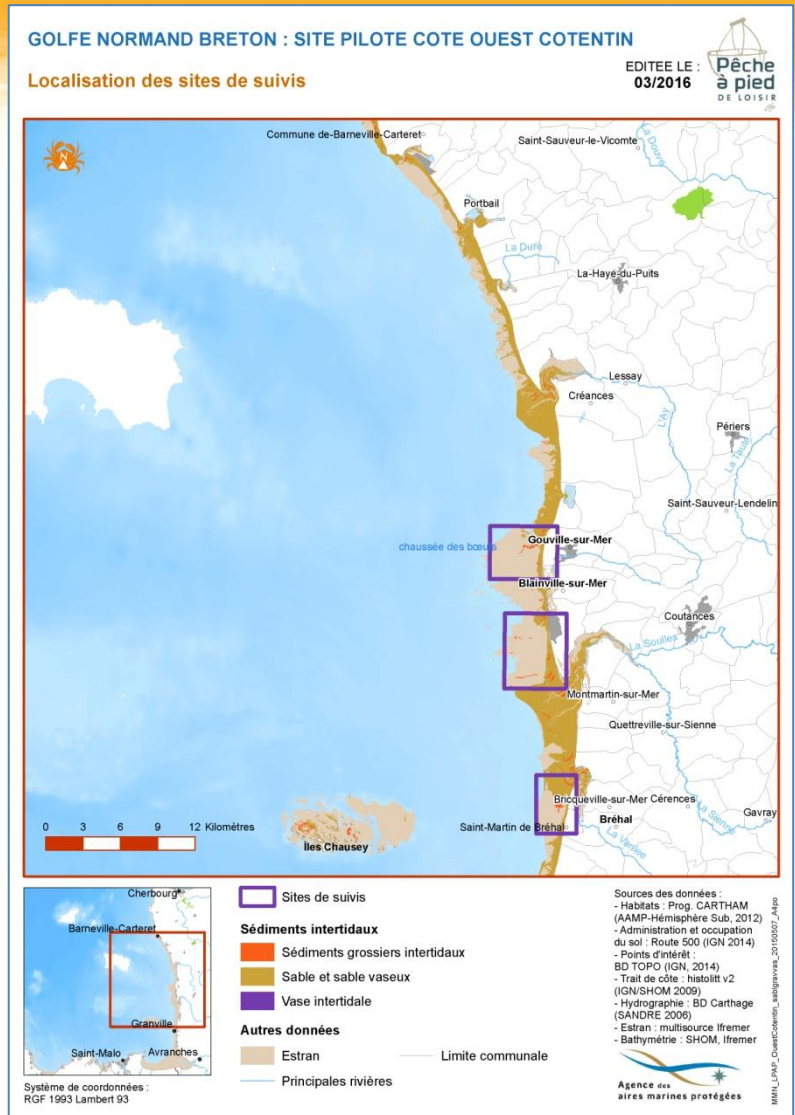 GOLFE NORMAND BRETON : SITE PILOTE COTE OUEST COTENTIN
Localisation des sites de suivis
EDITEE LE :
03/2016
Pêche
à pied
DE LOISIR
N
Commune de-Barneville-Carteret
Saint-Sauveur-le-Vicomte
La Douve
Portbail
La Dure
La-Haye-du-Puits
Lessay
Créances
L'Ay
Périers
La Taute
Saint-Sauveur-Lendelin
chaussée des bœufs
Gouville-sur-Mer
Blainville-sur-Mer
Coutances
La Soulles
Montmartin-sur-Mer
Quettreville-sur-Sienne
Bricqueville-sur-Mer
Cérences
La Sienne
Gavray
Saint-Martin de Bréhal
Bréhal
La Vanlée
Îles Chausey
0 3 6 9 12 Kilomètres
Cherbourg
Barneville-Carteret
Granville
Saint-Malo
Avranches
Système de coordonnées :
RGF 1993 Lambert 93
Sites de suivis
Sédiments intertidaux
Sédiments grossiers intertidaux
Sable et sable vaseux
Vase intertidale
Autres données
Estran
Limite communale
Principales rivières
Sources des données :
- Habitats : Prog. CARTHAM
(AAMP-Hémisphère Sub, 2012)
- Administration et occupation
du sol : Route 500 (IGN 2014)
- Points d'intérêt :
BD TOPO (IGN, 2014)
- Trait de côte : histolitt v2
(IGN/SHOM 2009)
- Hydrographie : BD Carthage
(SANDRE 2006)
- Estran : multisource Ifremer
- Bathymétrie : SHOM, Ifremer
Agence des
aires marines protégées